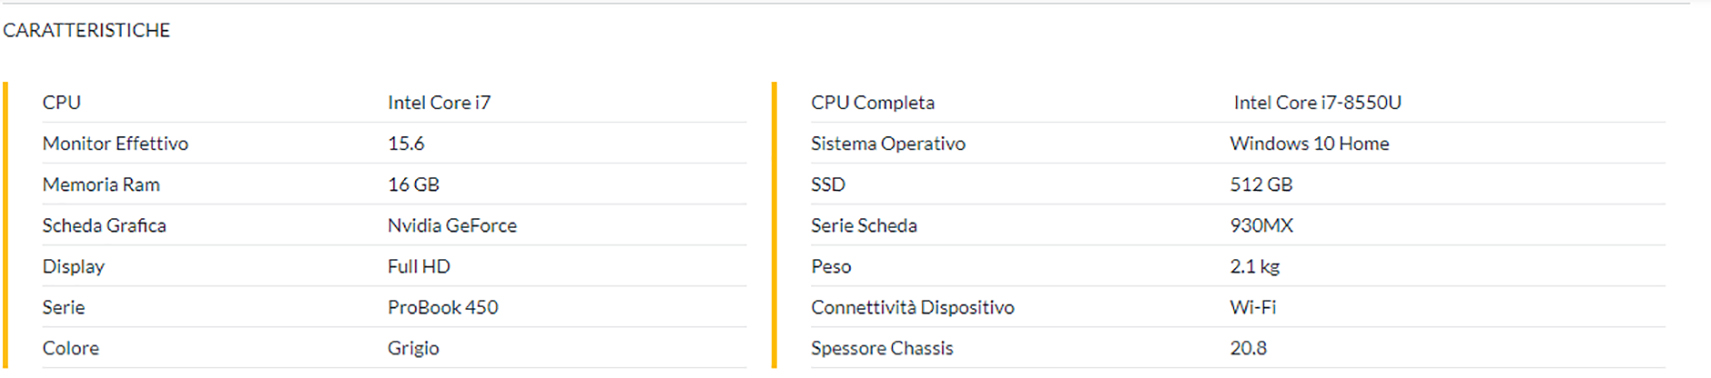 CARATTERISTICHE
CPU Intel Core i7
Monitor Effettivo 15.6
Memoria Ram 16 GB
Scheda Grafica Nvidia GeForce
Display Full HD
Serie ProBook 450
Colore Grigio
CPU Completa Intel Core i7-8550U
Sistema Operativo Windows 10 Home
SSD 512 GB
Serie Scheda 930MX
Peso 2.1 kg
Connettività Dispositivo Wi-Fi
Spessore Chassis 20.8